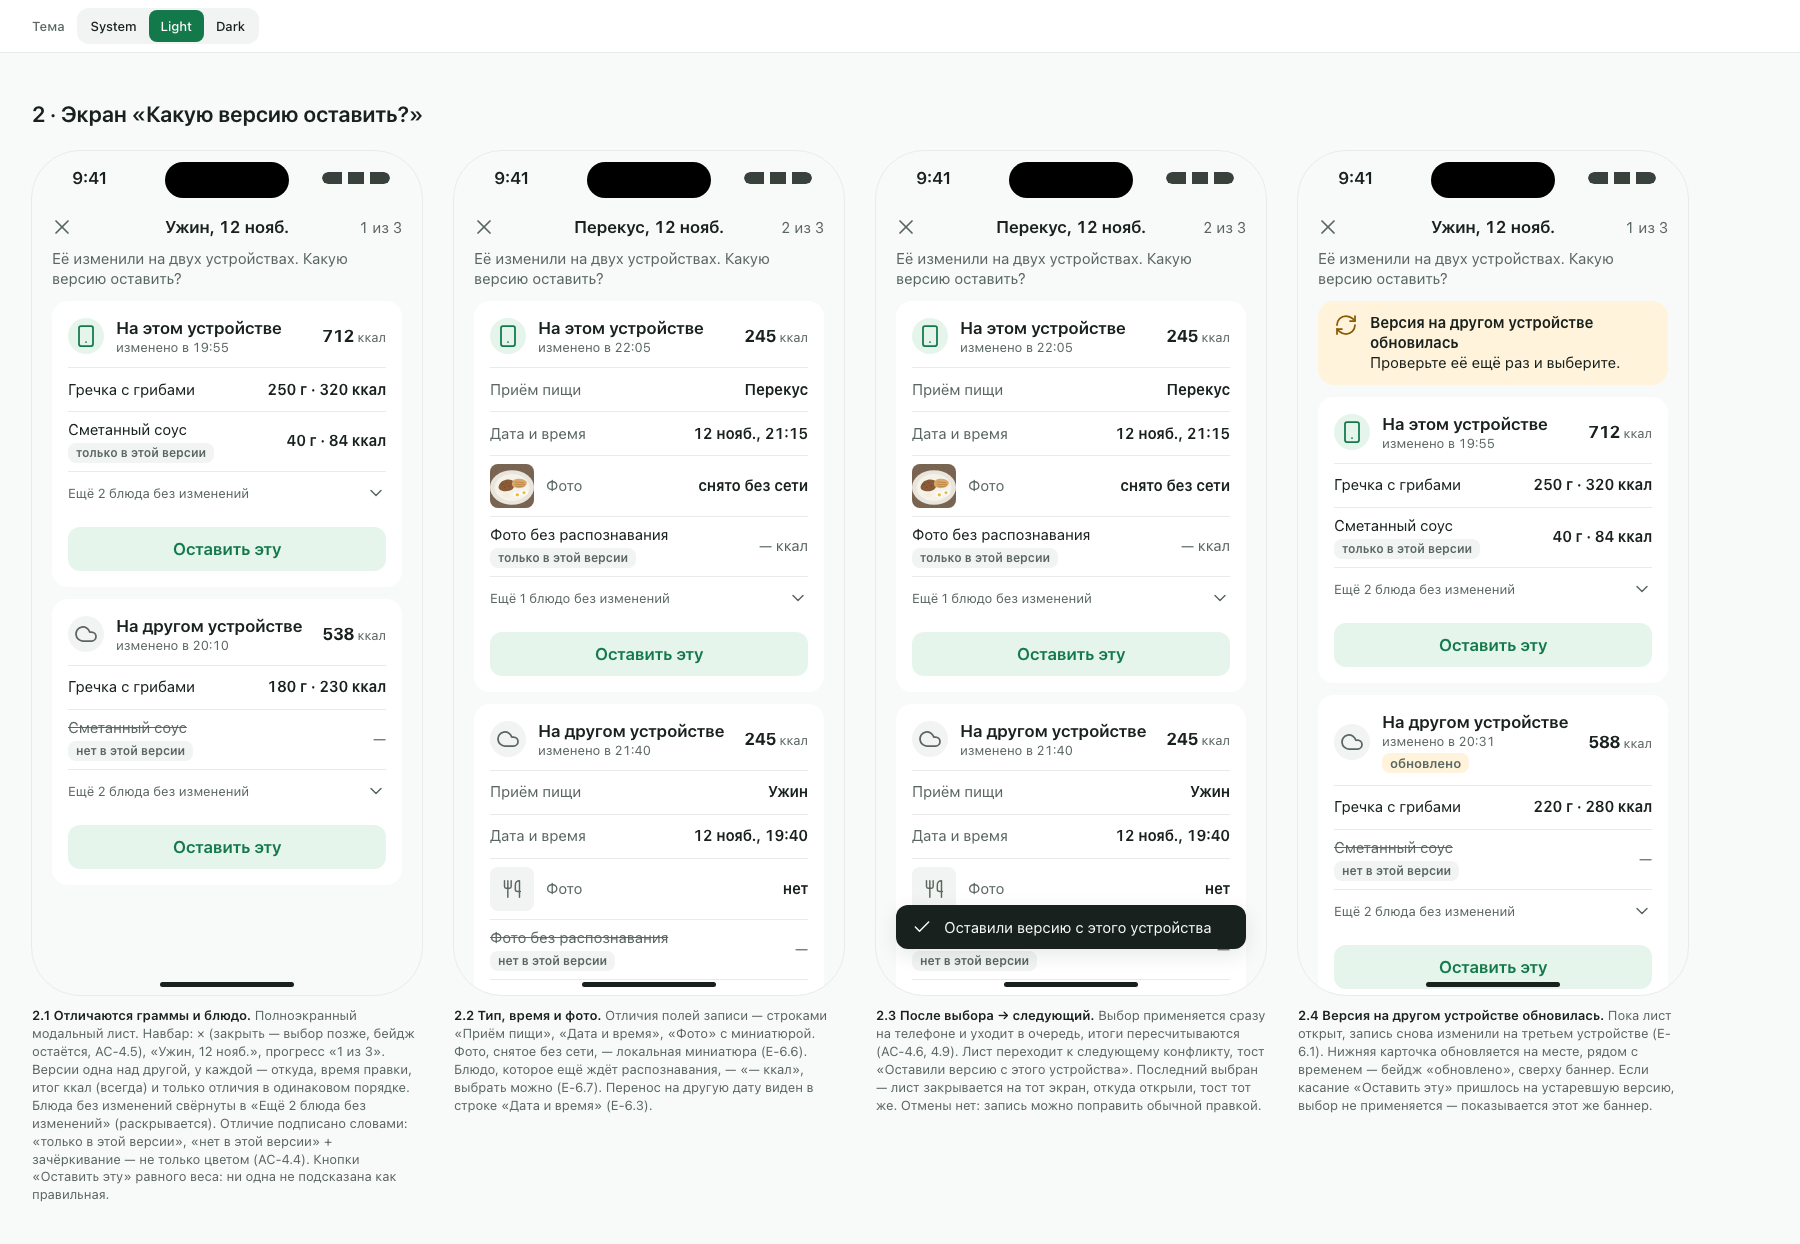 Тема System Light Dark
2 · Экран «Какую версию оставить?»
9:41
Ужин, 12 нояб. 1 из 3
Её изменили на двух устройствах. Какую
версию оставить?
На этом устройстве
изменено в 19:55
712 ккал
Гречка с грибами 250 г · 320 ккал
Сметанный соус
только в этой версии
40 г · 84 ккал
Ещё 2 блюда без изменений
Оставить эту
На другом устройстве
изменено в 20:10
538 ккал
Гречка с грибами 180 г · 230 ккал
Сметанный соус
нет в этой версии
—
Ещё 2 блюда без изменений
Оставить эту
2.1 Отличаются граммы и блюдо. Полноэкранный
модальный лист. Навбар: × (закрыть — выбор позже, бейдж
остаётся, AC-4.5), «Ужин, 12 нояб.», прогресс «1 из 3».
Версии одна над другой, у каждой — откуда, время правки,
итог ккал (всегда) и только отличия в одинаковом порядке.
Блюда без изменений свёрнуты в «Ещё 2 блюда без
изменений» (раскрывается). Отличие подписано словами:
«только в этой версии», «нет в этой версии» +
зачёркивание — не только цветом (AC-4.4). Кнопки
«Оставить эту» равного веса: ни одна не подсказана как
правильная.
9:41
Перекус, 12 нояб. 2 из 3
Её изменили на двух устройствах. Какую
версию оставить?
На этом устройстве
изменено в 22:05
245 ккал
Приём пищи Перекус
Дата и время 12 нояб., 21:15
Фото снято без сети
Фото без распознавания
только в этой версии
— ккал
Ещё 1 блюдо без изменений
Оставить эту
На другом устройстве
изменено в 21:40
245 ккал
Приём пищи Ужин
Дата и время 12 нояб., 19:40
Фото нет
Фото без распознавания
нет в этой версии
—
2.2 Тип, время и фото. Отличия полей записи — строками
«Приём пищи», «Дата и время», «Фото» с миниатюрой.
Фото, снятое без сети, — локальная миниатюра (E-6.6).
Блюдо, которое ещё ждёт распознавания, — «— ккал»,
выбрать можно (E-6.7). Перенос на другую дату виден в
строке «Дата и время» (E-6.3).
9:41
Перекус, 12 нояб. 2 из 3
Её изменили на двух устройствах. Какую
версию оставить?
На этом устройстве
изменено в 22:05
245 ккал
Приём пищи Перекус
Дата и время 12 нояб., 21:15
Фото снято без сети
Фото без распознавания
только в этой версии
— ккал
Ещё 1 блюдо без изменений
Оставить эту
На другом устройстве
изменено в 21:40
245 ккал
Приём пищи Ужин
Дата и время 12 нояб., 19:40
Фото нет
Оставили версию с этого устройства
нет в этой версии
2.3 После выбора → следующий. Выбор применяется сразу
на телефоне и уходит в очередь, итоги пересчитываются
(AC-4.6, 4.9). Лист переходит к следующему конфликту, тост
«Оставили версию с этого устройства». Последний выбран
— лист закрывается на тот экран, откуда открыли, тост тот
же. Отмены нет: запись можно поправить обычной правкой.
9:41
Ужин, 12 нояб. 1 из 3
Её изменили на двух устройствах. Какую
версию оставить?
Версия на другом устройстве
обновилась
Проверьте её ещё раз и выберите.
На этом устройстве
изменено в 19:55
712 ккал
Гречка с грибами 250 г · 320 ккал
Сметанный соус
только в этой версии
40 г · 84 ккал
Ещё 2 блюда без изменений
Оставить эту
На другом устройстве
изменено в 20:31
обновлено
588 ккал
Гречка с грибами 220 г · 280 ккал
Сметанный соус
нет в этой версии
—
Ещё 2 блюда без изменений
Оставить эту
2.4 Версия на другом устройстве обновилась. Пока лист
открыт, запись снова изменили на третьем устройстве (E-
6.1). Нижняя карточка обновляется на месте, рядом с
временем — бейдж «обновлено», сверху баннер. Если
касание «Оставить эту» пришлось на устаревшую версию,
выбор не применяется — показывается этот же баннер.